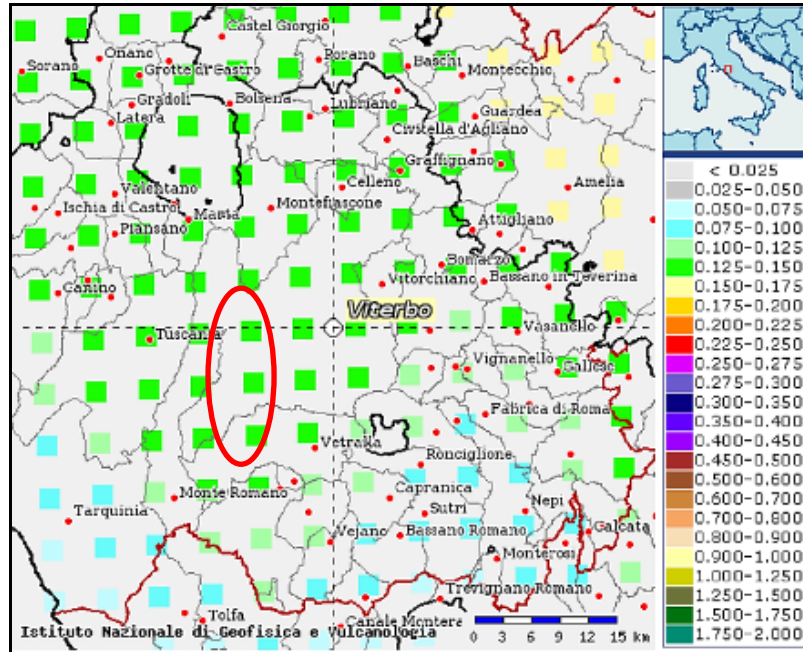 Castel Giorgio
Onano
Porano
Baschi
Sorano
Grotte di Castro
Montecchio
Gradoli
Bolsena
Lubriano
Guardea
Latera
Civitella d'Agliano
Graffignano
Valentano
Celleno
Amelia
Ischia di Castro
Marta
Montefiascone
Piansano
Attigliano
Bomarzo
Canino
Vitorchiano
Bassano in Teverina
Viterbo
Tuscania
Vasanello
Vignanello
Gallese
Fabrica di Roma
Vetralla
Ronciglione
Monte Romano
Capranica
Nepi
Tarquinia
Sutri
Vejano
Bassano Romano
Calcata
Monterosi
Trevignano Romano
Tolfa
Canale Montera
Istituto Nazionale di Geofisica e Vulcanologia
0 3 6 9 12 15 km
< 0.025
0.025-0.050
0.050-0.075
0.075-0.100
0.100-0.125
0.125-0.150
0.150-0.175
0.175-0.200
0.200-0.225
0.225-0.250
0.250-0.275
0.275-0.300
0.300-0.350
0.350-0.400
0.400-0.450
0.450-0.500
0.500-0.600
0.600-0.700
0.700-0.800
0.800-0.900
0.900-1.000
1.000-1.250
1.250-1.500
1.500-1.750
1.750-2.000